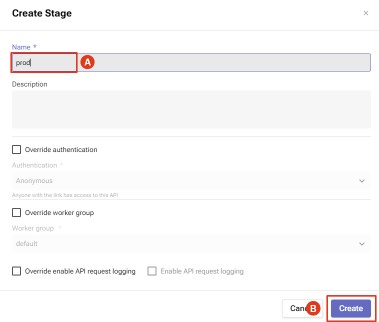 Create Stage ×
Name *
prod A
Description
Override authentication
Authentication *
Anonymous
Anyone with the link has access to this API
Override worker group
Worker group *
default
Override enable API request logging Enable API request logging
B Create